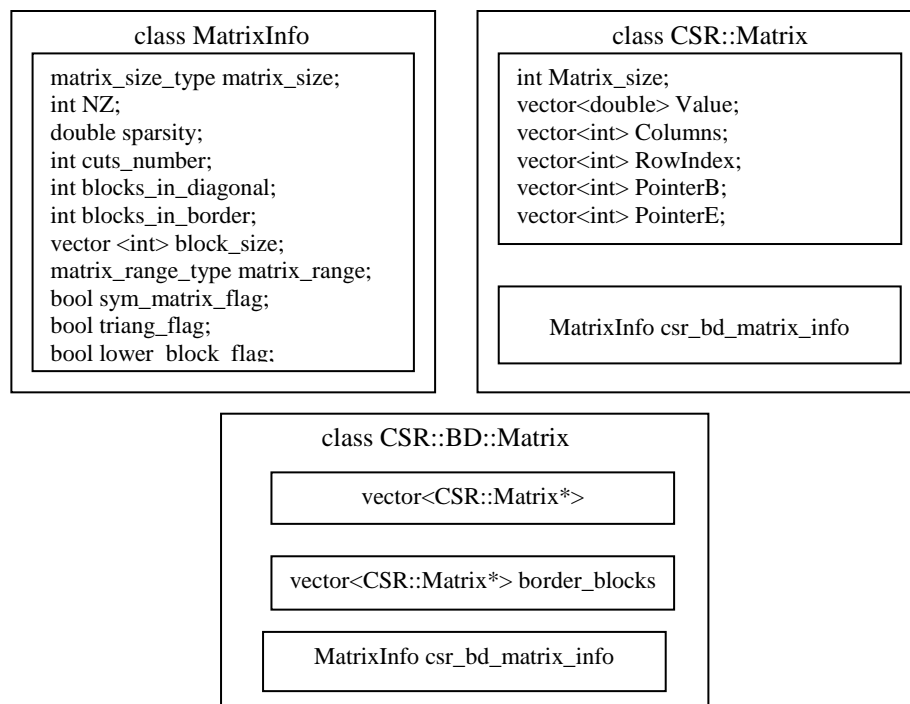 class MatrixInfo
matrix_size_type matrix_size;
int NZ;
double sparsity;
int cuts_number;
int blocks_in_diagonal;
int blocks_in_border;
vector <int> block_size;
matrix_range_type matrix_range;
bool sym_matrix_flag;
bool triang_flag;
bool lower_block_flag;
class CSR::Matrix
int Matrix_size;
vector<double> Value;
vector<int> Columns;
vector<int> RowIndex;
vector<int> PointerB;
vector<int> PointerE;
MatrixInfo csr_bd_matrix_info
class CSR::BD::Matrix
vector<CSR::Matrix*>
vector<CSR::Matrix*> border_blocks
MatrixInfo csr_bd_matrix_info